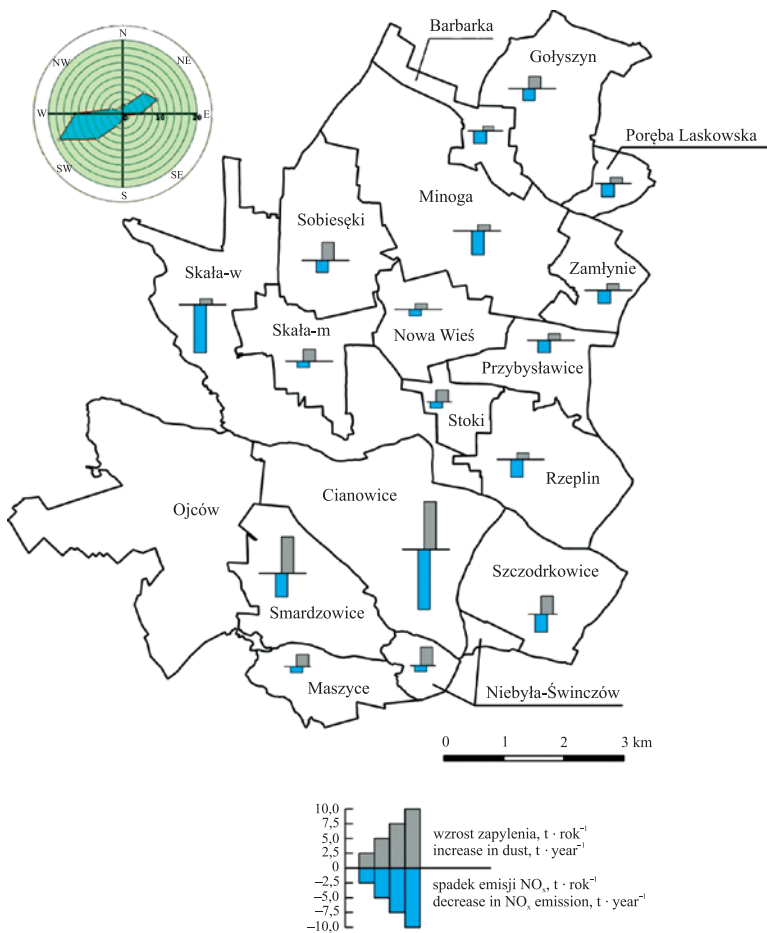 N
NW
NE
W
0
10
20
E
SW
SE
S
Barbarka
Gołyszyn
Poręba Laskowska
Minoga
Sobiesęki
Skała-w
Zamłynie
Skała-m
Nowa Wieś
Przybysławice
Stoki
Rzeplin
Cianowice
Ojców
Szczodrkowice
Smardzowice
Maszyce
Niebyła-Świnczów
0 1 2 3 km
10,0
7,5
5,0
2,5
0
−2,5
−5,0
−7,5
−10,0
wzrost zapylenia, t · rok⁻¹
increase in dust, t · year⁻¹
spadek emisji NOₓ, t · rok⁻¹
decrease in NOₓ emission, t · year⁻¹